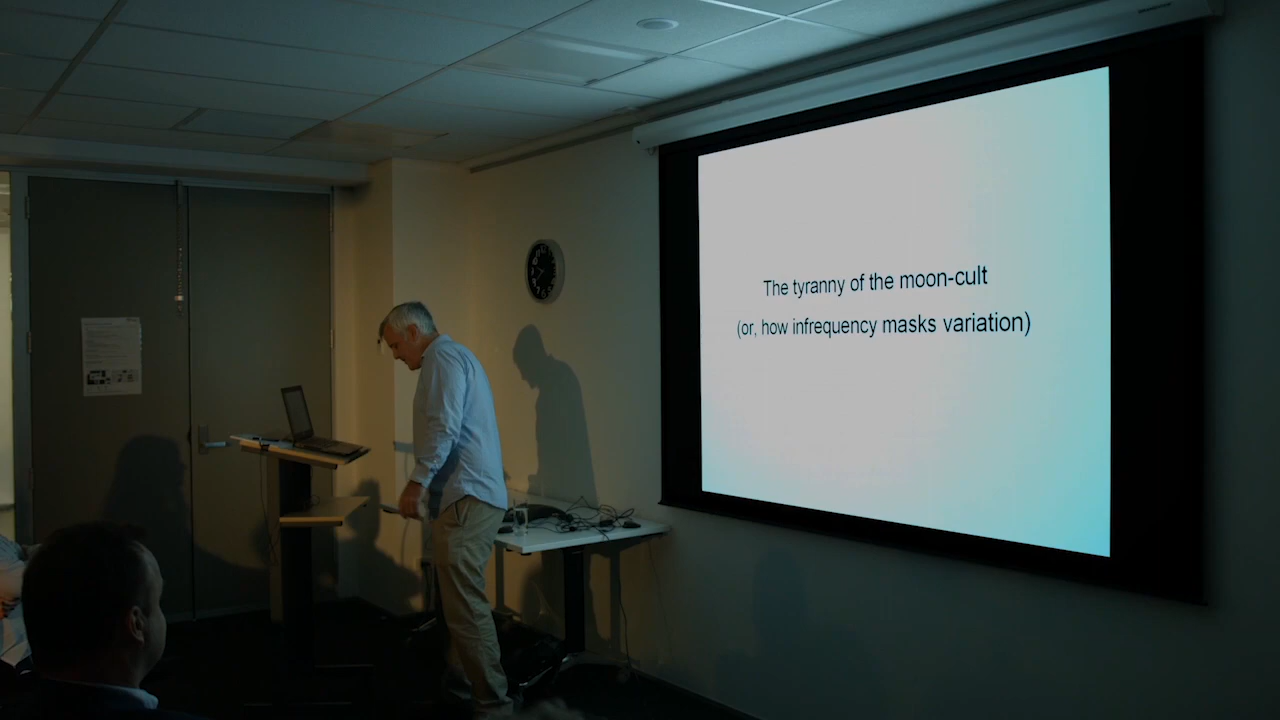 The tyranny of the moon-cult
(or, how infrequency masks variation)